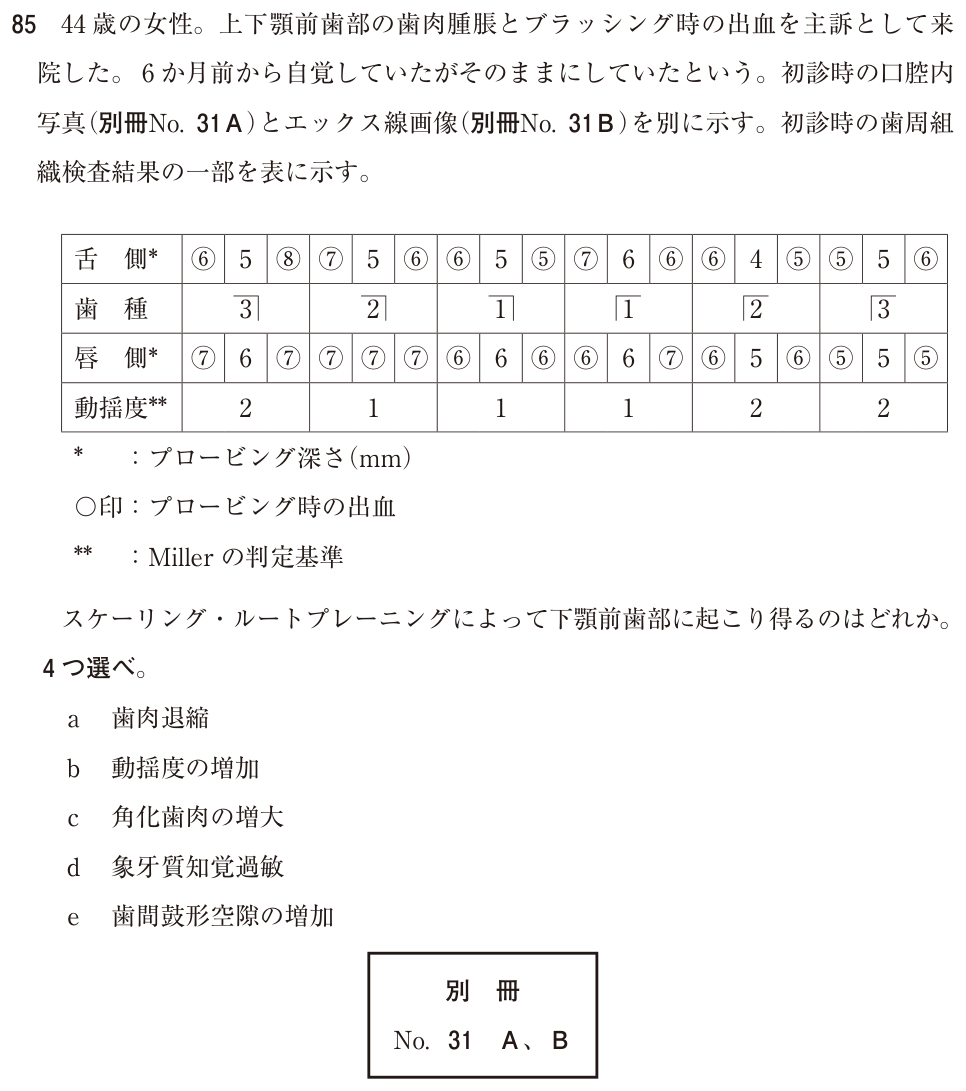 85 44歳の女性。上下顎前歯部の歯肉腫脹とブラッシング時の出血を主訴として来
院した。6か月前から自覚していたがそのままにしていたという。初診時の口腔内
写真(別冊No. 31A)とエックス線画像(別冊No. 31B)を別に示す。初診時の歯周組
織検査結果の一部を表に示す。
舌 側* ⑥ 5 ⑧ ⑦ 5 ⑥ ⑥ 5 ⑤ ⑦ 6 ⑥ ⑥ 4 ⑤ ⑤ 5 ⑥
歯 種 3 2 1 1 2 3
唇 側* ⑦ 6 ⑦ ⑦ ⑦ ⑦ ⑥ 6 ⑥ ⑥ 6 ⑦ ⑥ 5 ⑥ ⑤ 5 ⑤
動揺度** 2 1 1 1 2 2
* :プロービング深さ(mm)
○印:プロービング時の出血
** :Miller の判定基準
スケーリング・ルートプレーニングによって下顎前歯部に起こり得るのはどれか。
4つ選べ。
a 歯肉退縮
b 動揺度の増加
c 角化歯肉の増大
d 象牙質知覚過敏
e 歯間鼓形空隙の増加
別 冊
No. 31 A、B